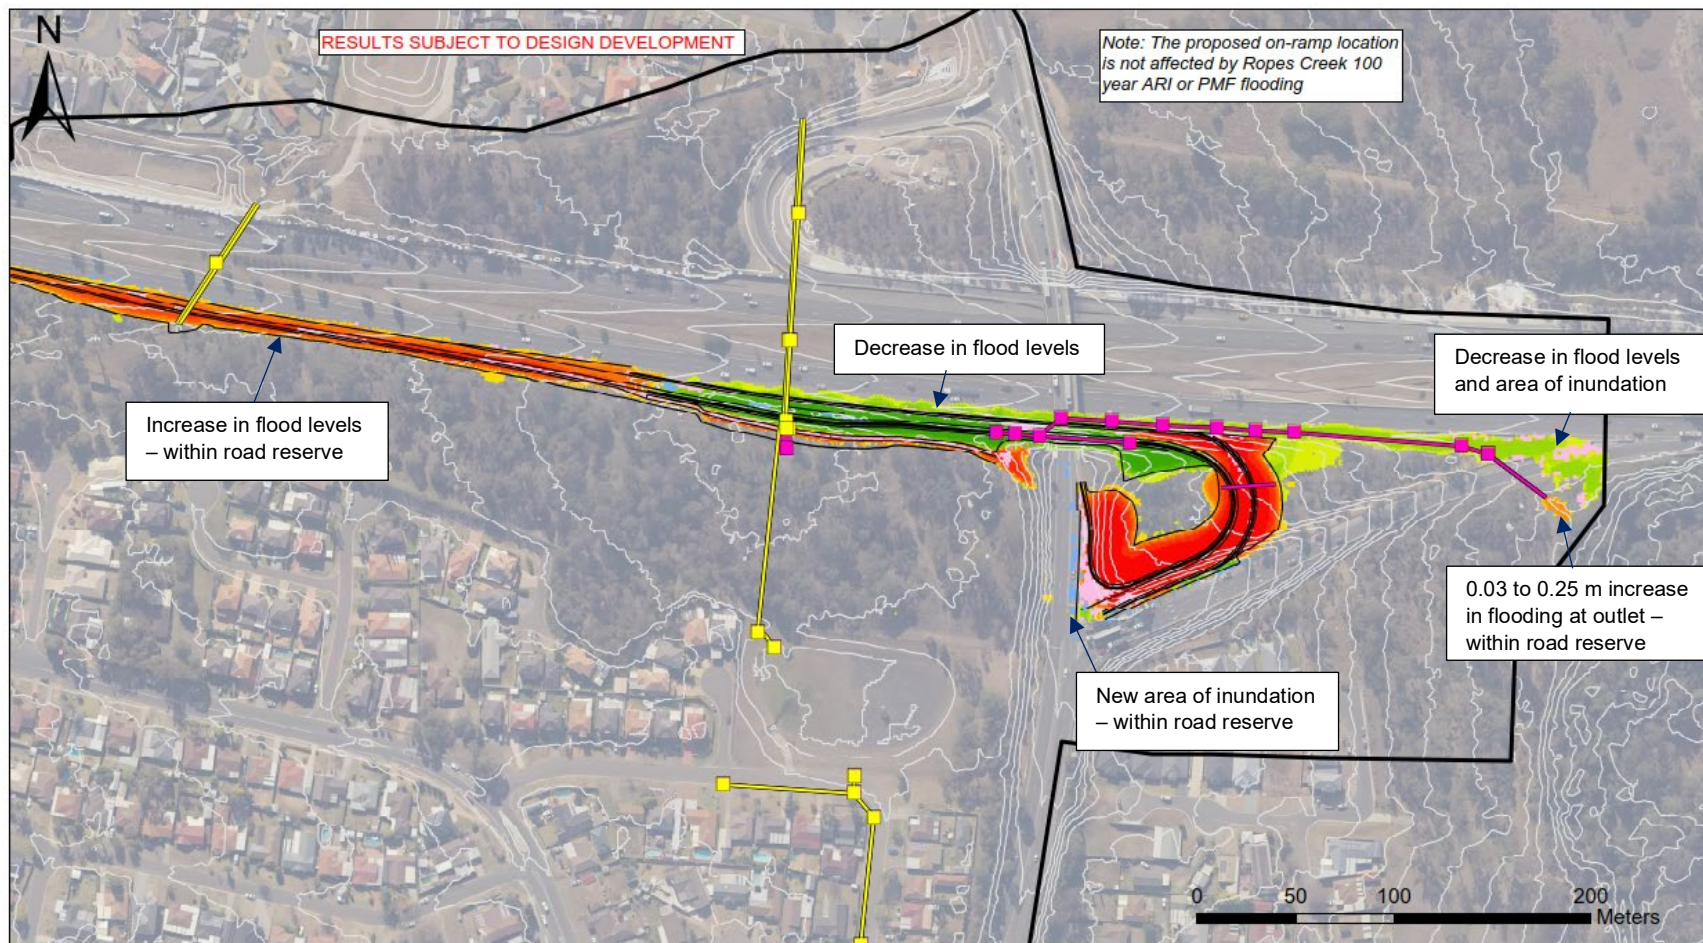 N
RESULTS SUBJECT TO DESIGN DEVELOPMENT
Note: The proposed on-ramp location
is not affected by Ropes Creek 100
year ARI or PMF flooding
Decrease in flood levels
Decrease in flood levels
and area of inundation
Increase in flood levels
– within road reserve
0.03 to 0.25 m increase
in flooding at outlet –
within road reserve
New area of inundation
– within road reserve
0 50 100 200
Meters